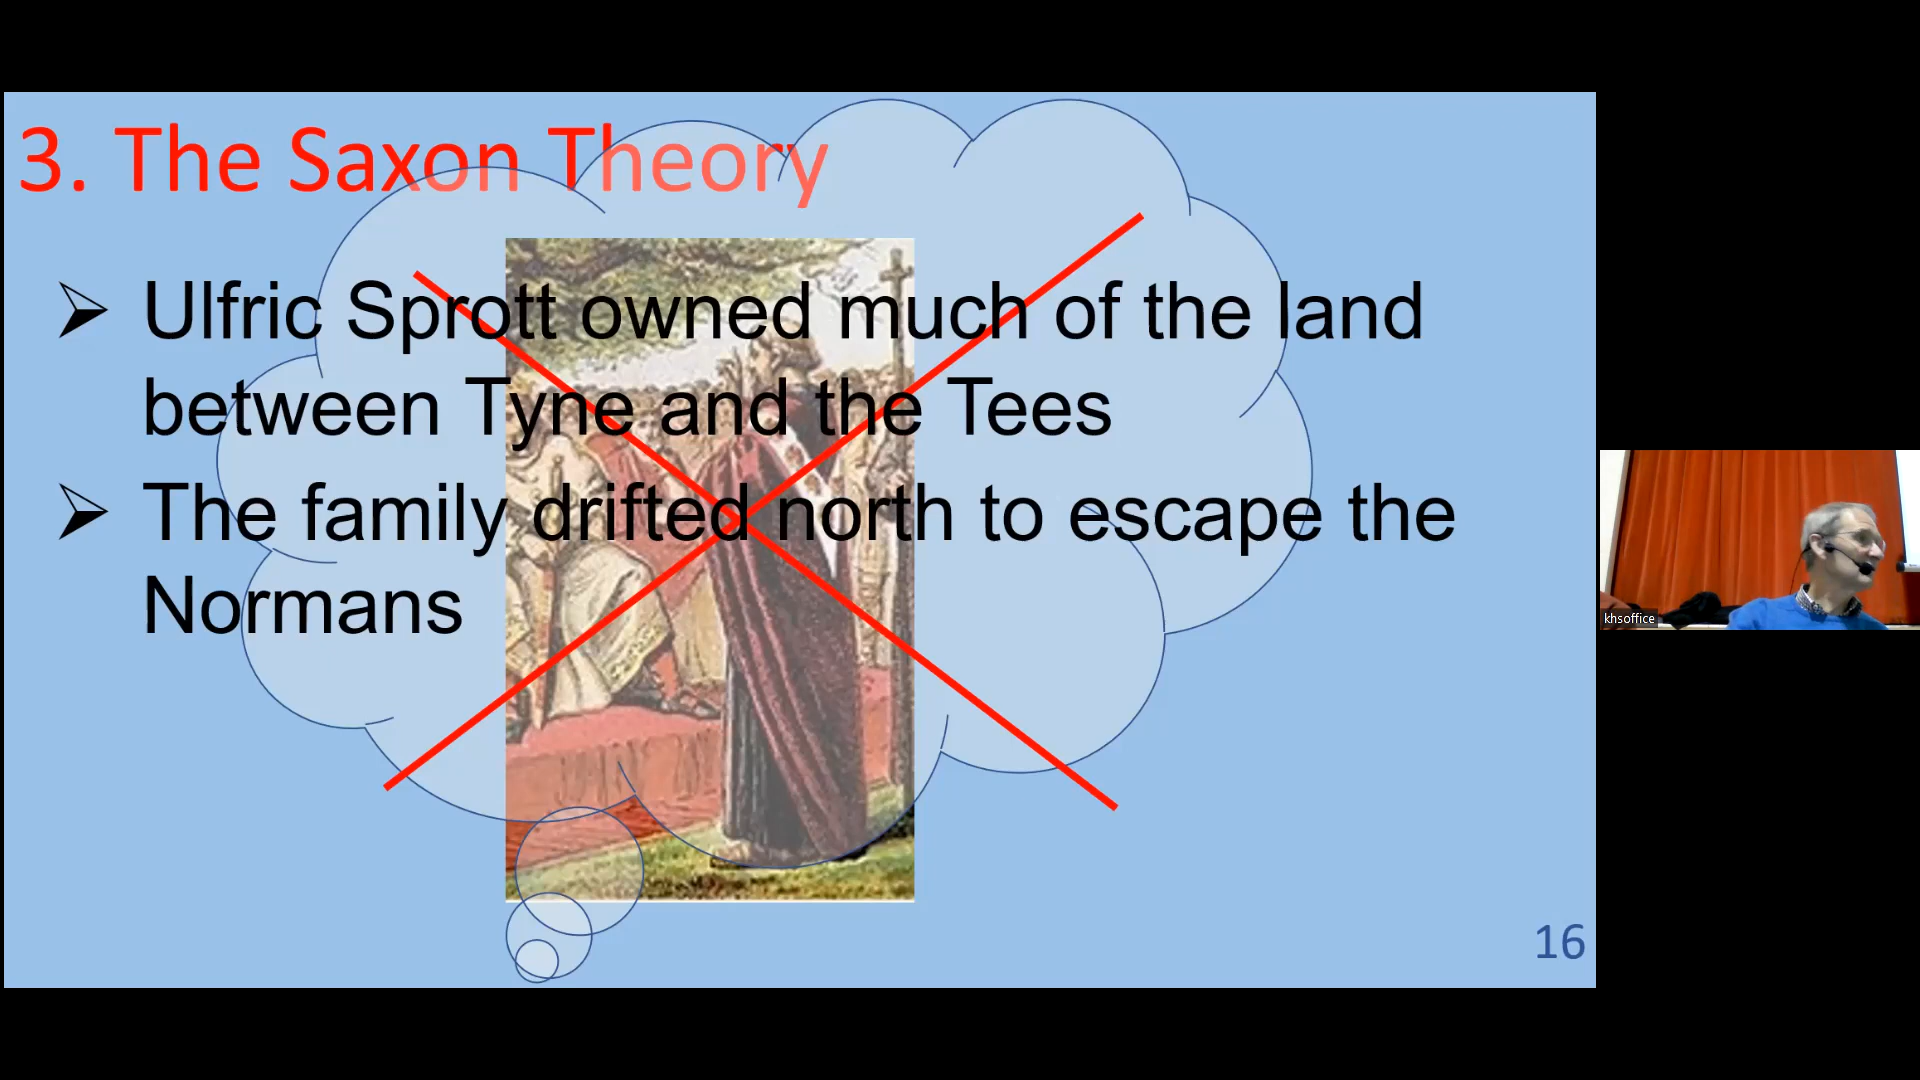 3. The Saxon Theory
Ulfric Sprott owned much of the land
between Tyne and the Tees
The family drifted north to escape the
Normans
16
khsoffice